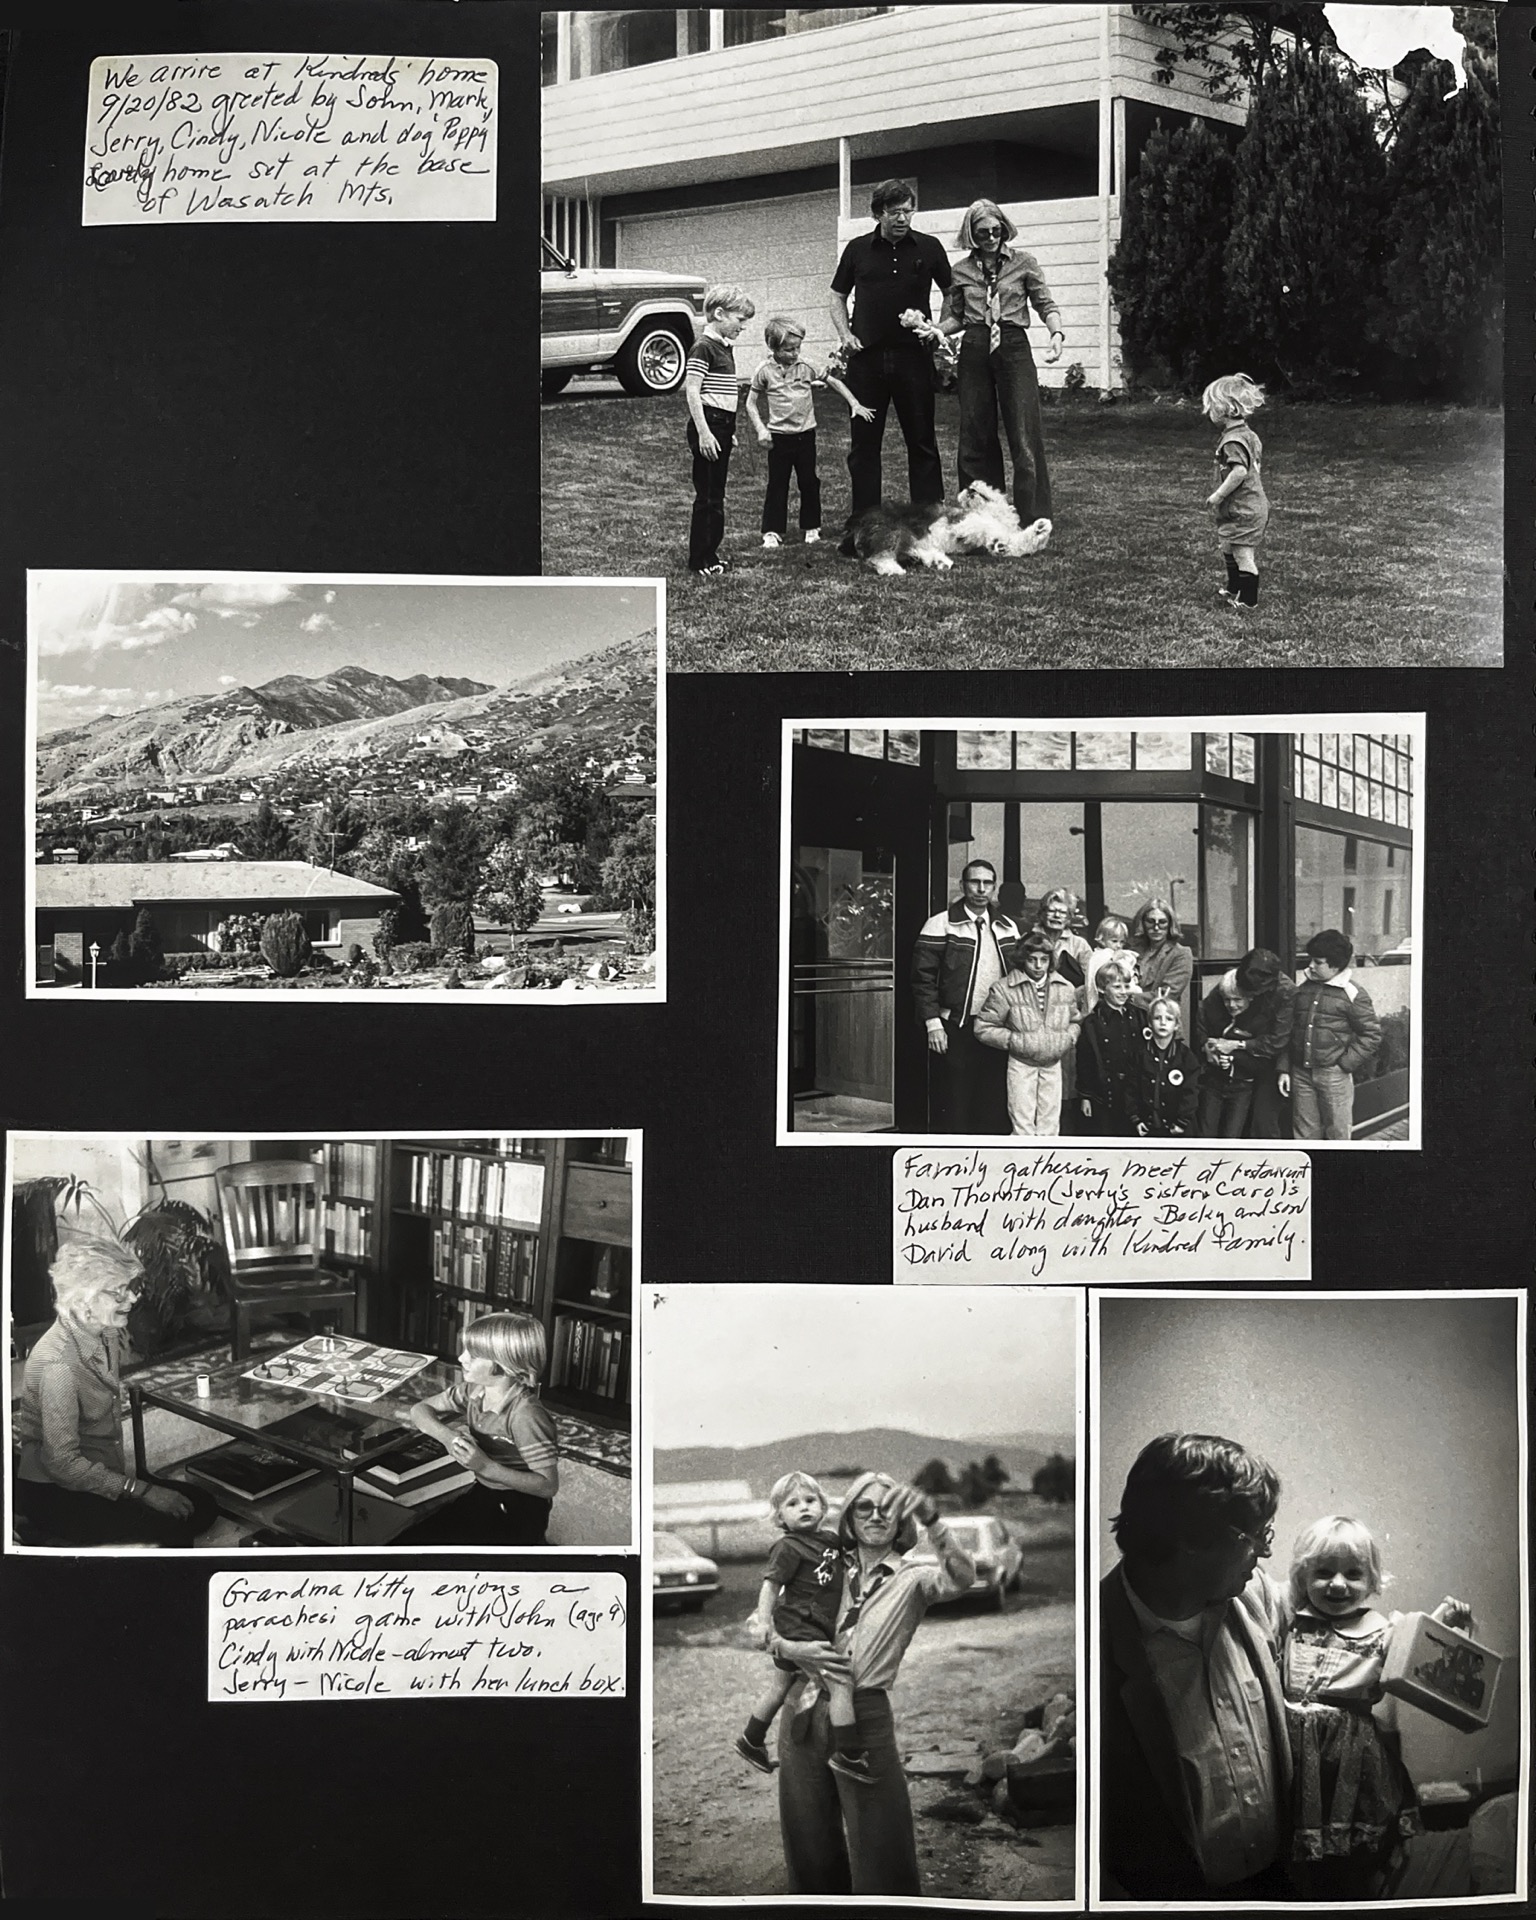 We arrive at Kindreds' home
9/20/82 greeted by John, Mark,
Jerry, Cindy, Nicole and dog "Poppy"
home set at the base
of Wasatch Mts.
Family gathering meet at restaurant
Dan Thornton (Jerry's sister Carol's
husband with daughter Becky and son
David along with Kindred Family.
Grandma Kitty enjoys a
parachesi game with John (age 9)
Cindy with Nicole - almost two.
Jerry - Nicole with her lunch box.